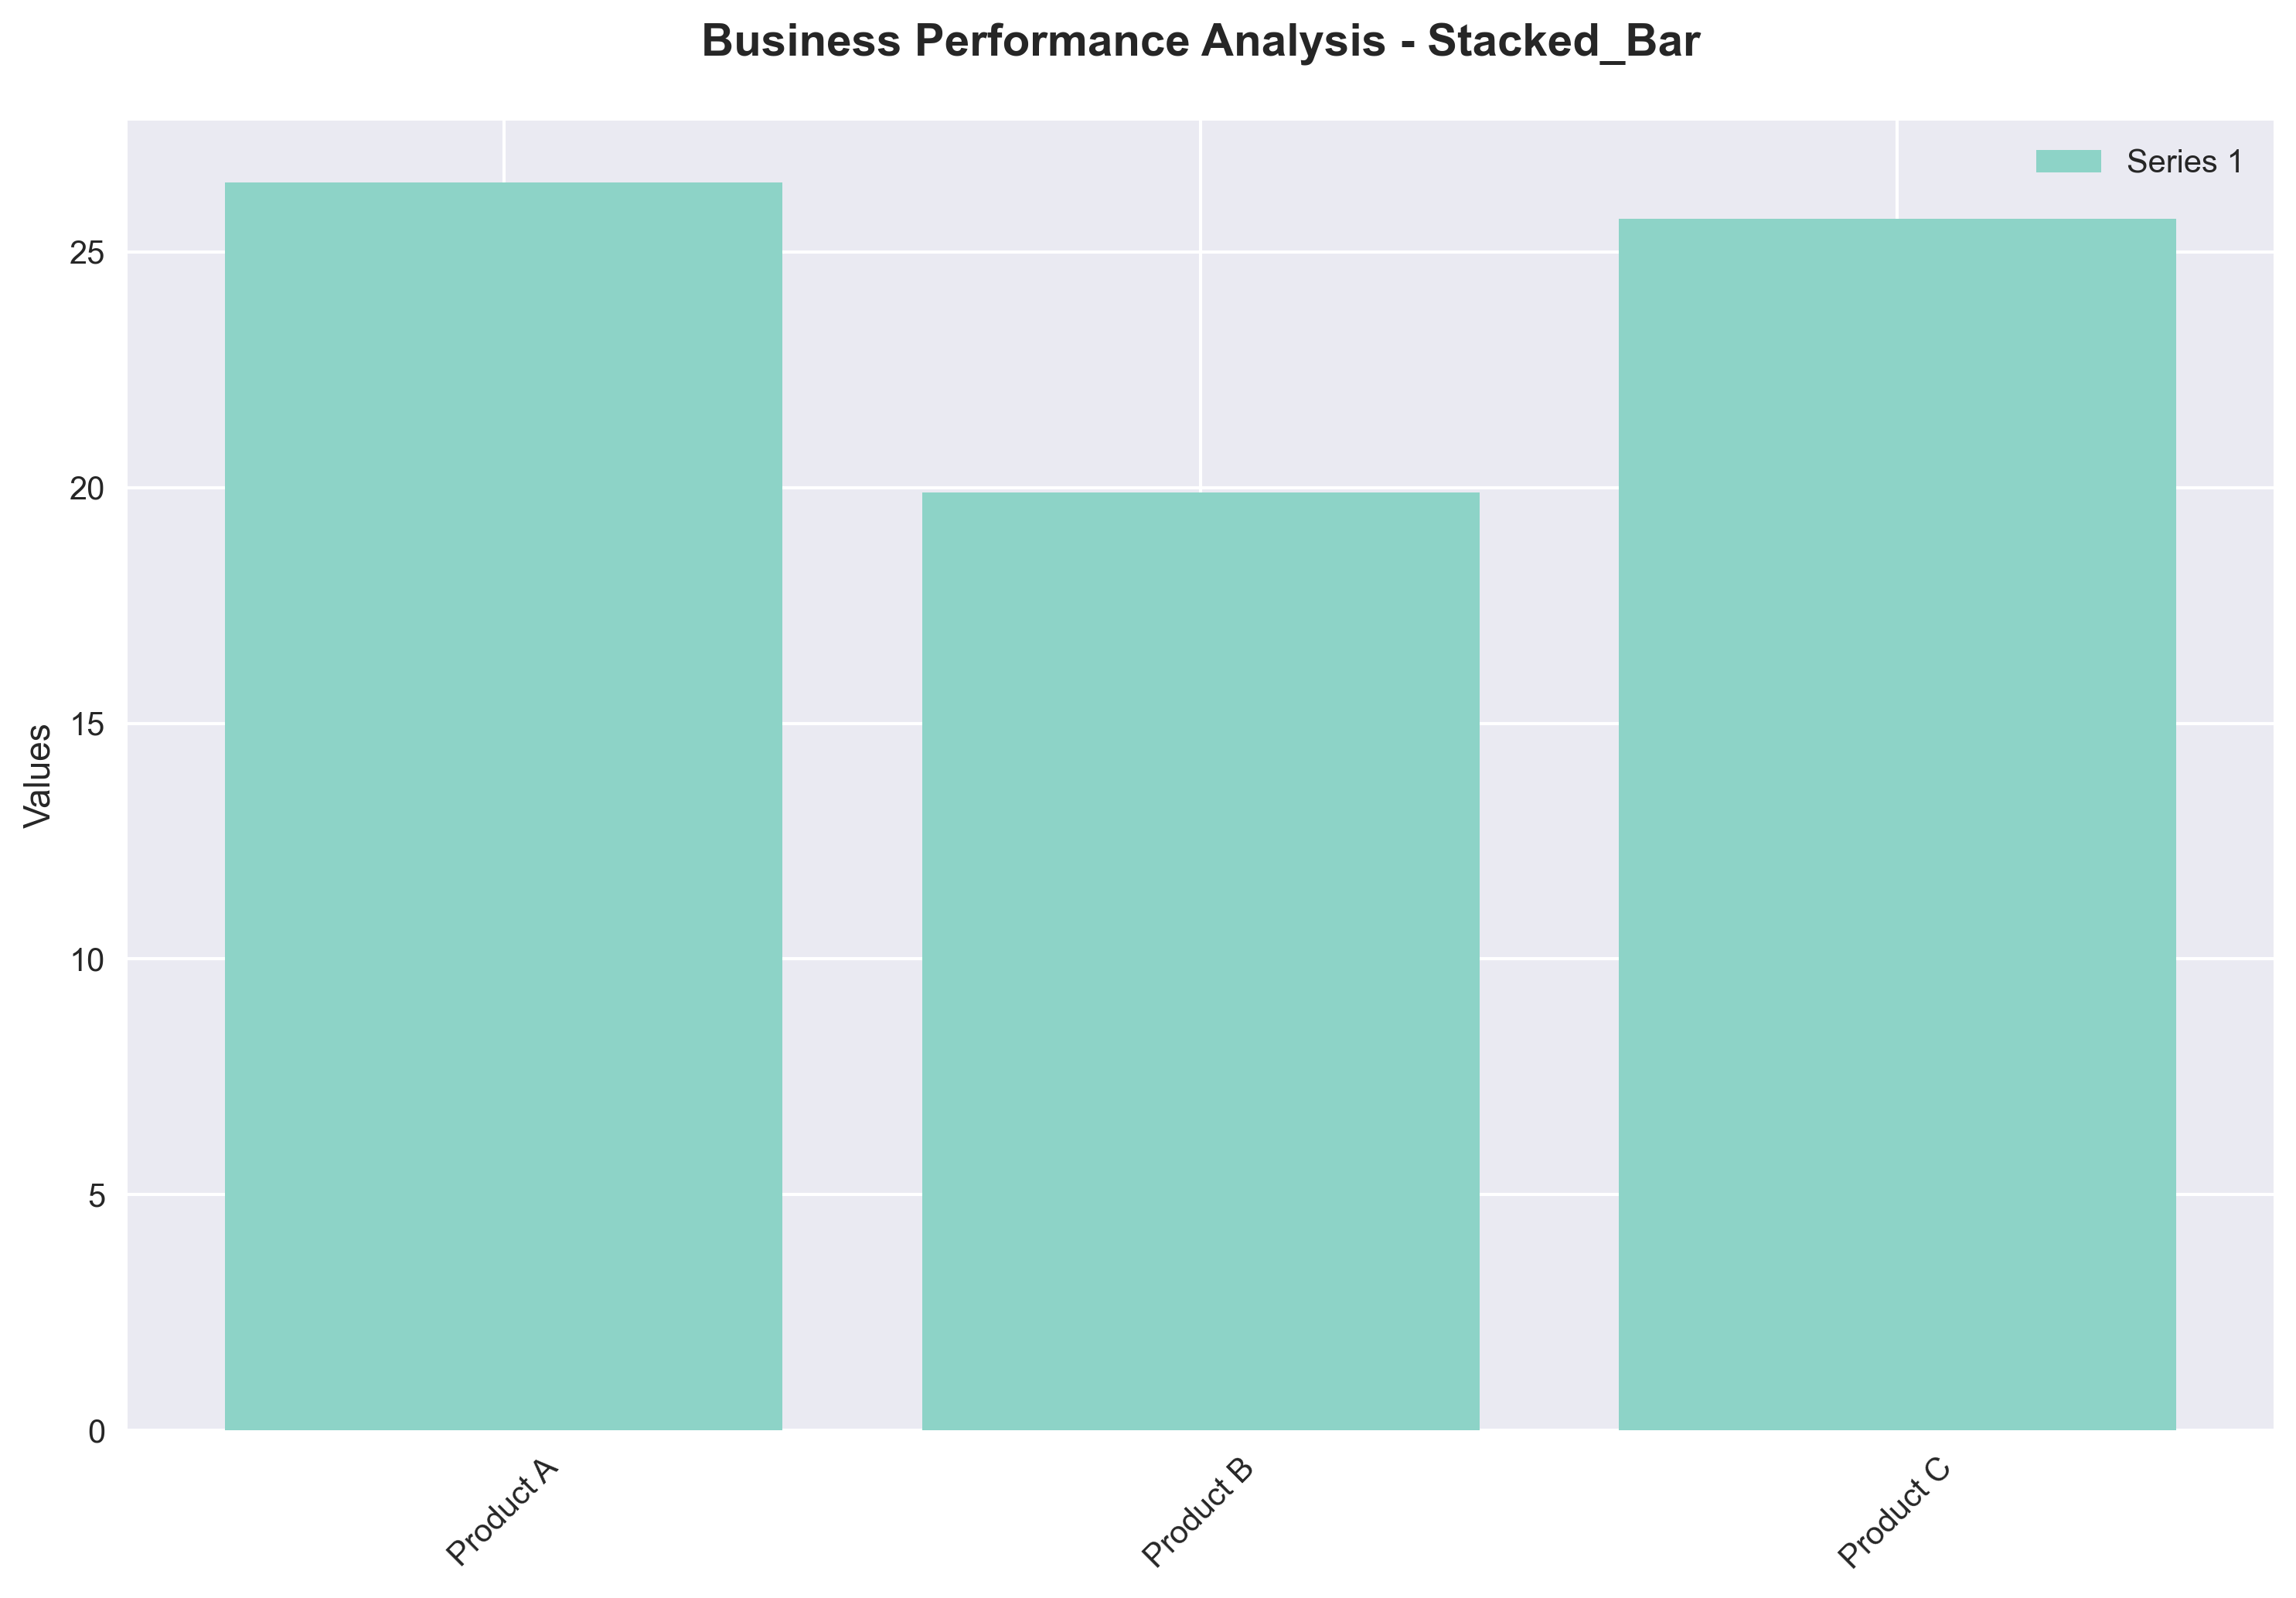 Business Performance Analysis - Stacked_Bar
Series 1
Values
25
20
15
10
5
0
Product A
Product B
Product C